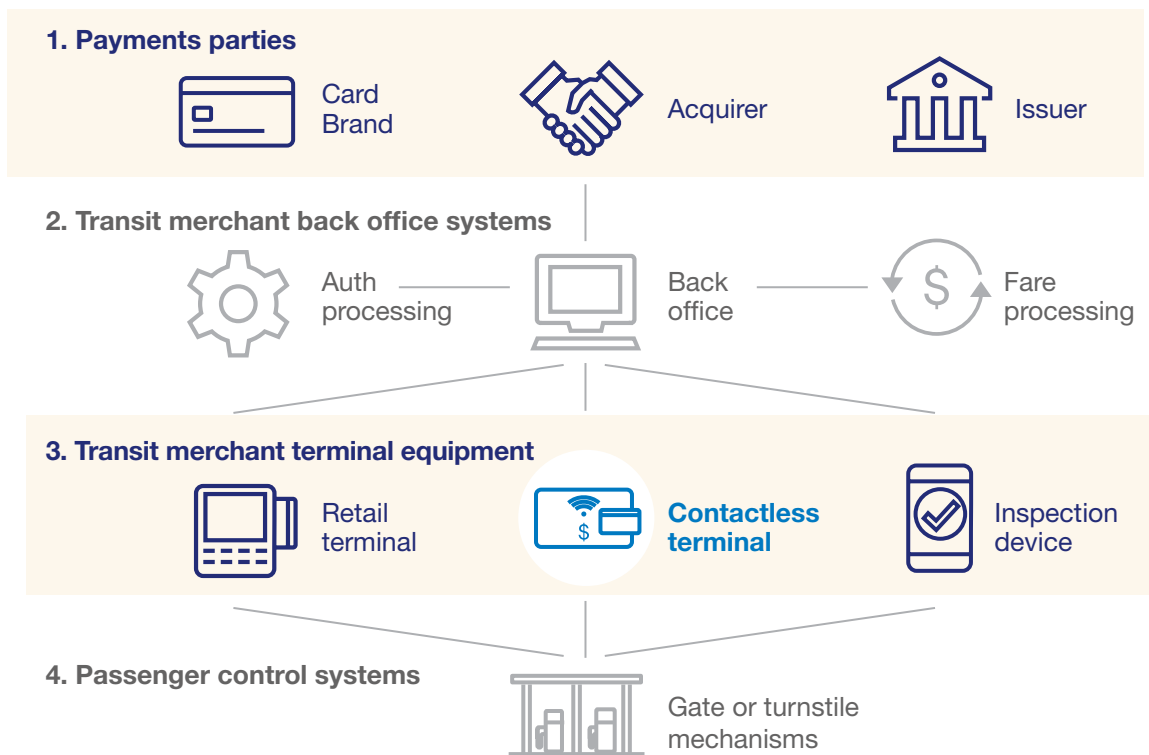 1. Payments parties
Card
Brand
Acquirer
Issuer
2. Transit merchant back office systems
Auth
processing
Back
office
$
Fare
processing
3. Transit merchant terminal equipment
Retail
terminal
$
Contactless
terminal
Inspection
device
4. Passenger control systems
Gate or turnstile
mechanisms